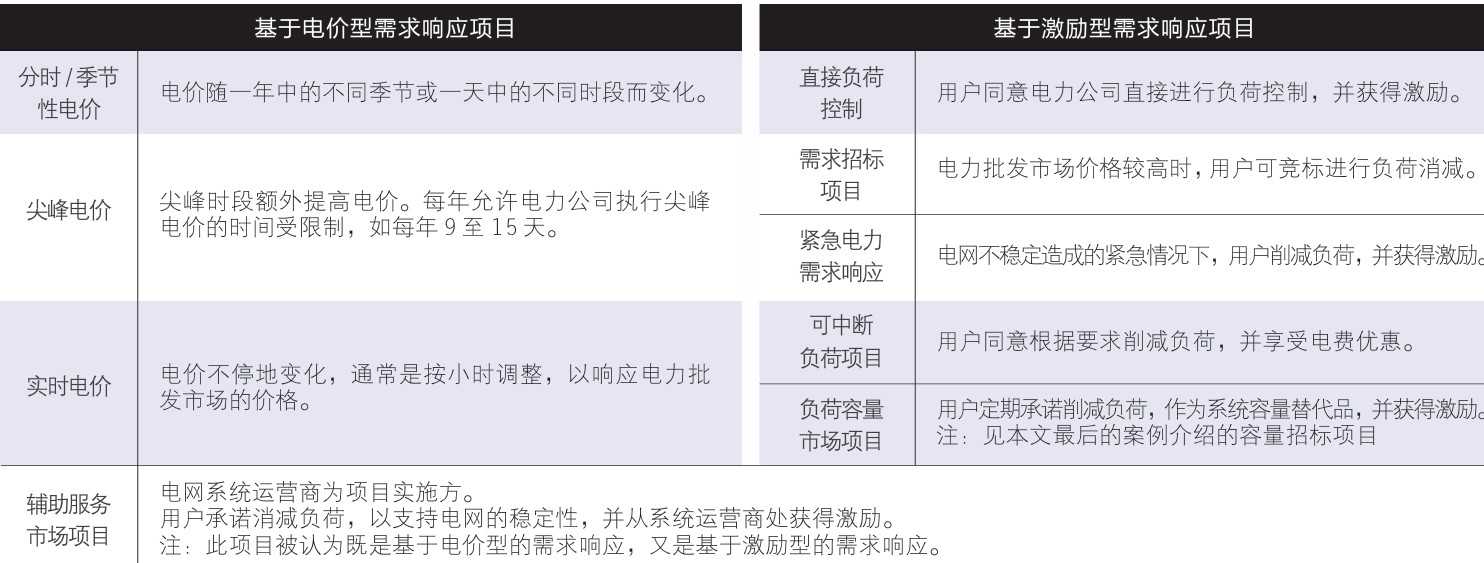 基于电价型需求响应项目
分时/季节
性电价
电价随一年中的不同季节或一天中的不同时段而变化。
尖峰电价
尖峰时段额外提高电价。每年允许电力公司执行尖峰
电价的时间受限制，如每年 9 至 15 天。
实时电价
电价不停地变化，通常是按小时调整，以响应电力批
发市场的价格。
基于激励型需求响应项目
直接负荷
控制
用户同意电力公司直接进行负荷控制，并获得激励。
需求招标
项目
电力批发市场价格较高时，用户可竞标进行负荷消减。
紧急电力
需求响应
电网不稳定造成的紧急情况下，用户削减负荷，并获得激励。
可中断
负荷项目
用户同意根据要求削减负荷，并享受电费优惠。
负荷容量
市场项目
用户定期承诺削减负荷，作为系统容量替代品，并获得激励。
注：见本文最后的案例介绍的容量招标项目
辅助服务
市场项目
电网系统运营商为项目实施方。
用户承诺消减负荷，以支持电网的稳定性，并从系统运营商处获得激励。
注：此项目被认为既是基于电价型的需求响应，又是基于激励型的需求响应。